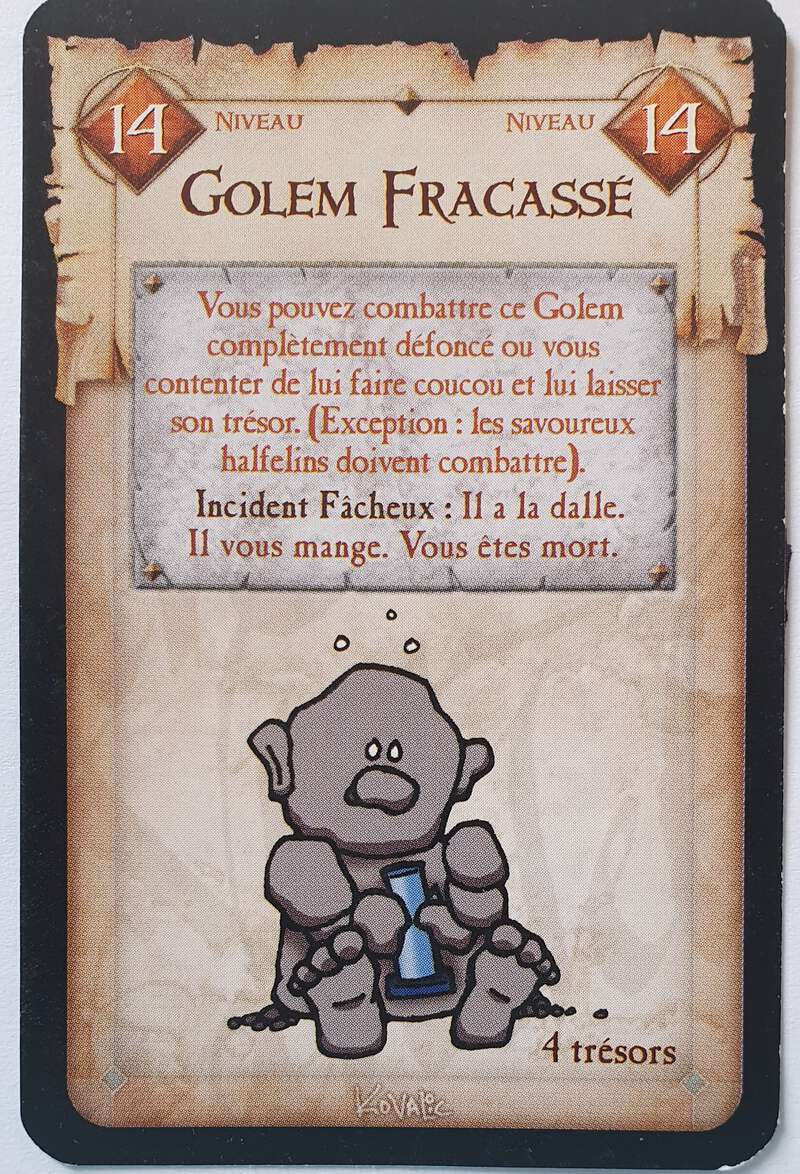 14 Niveau Niveau 14
Golem Fracassé
Vous pouvez combattre ce Golem
complètement défoncé ou vous
contenter de lui faire coucou et lui laisser
son trésor. (Exception : les savoureux
halfelins doivent combattre).
Incident Fâcheux : Il a la dalle.
Il vous mange. Vous êtes mort.
4 trésors
Kovalic